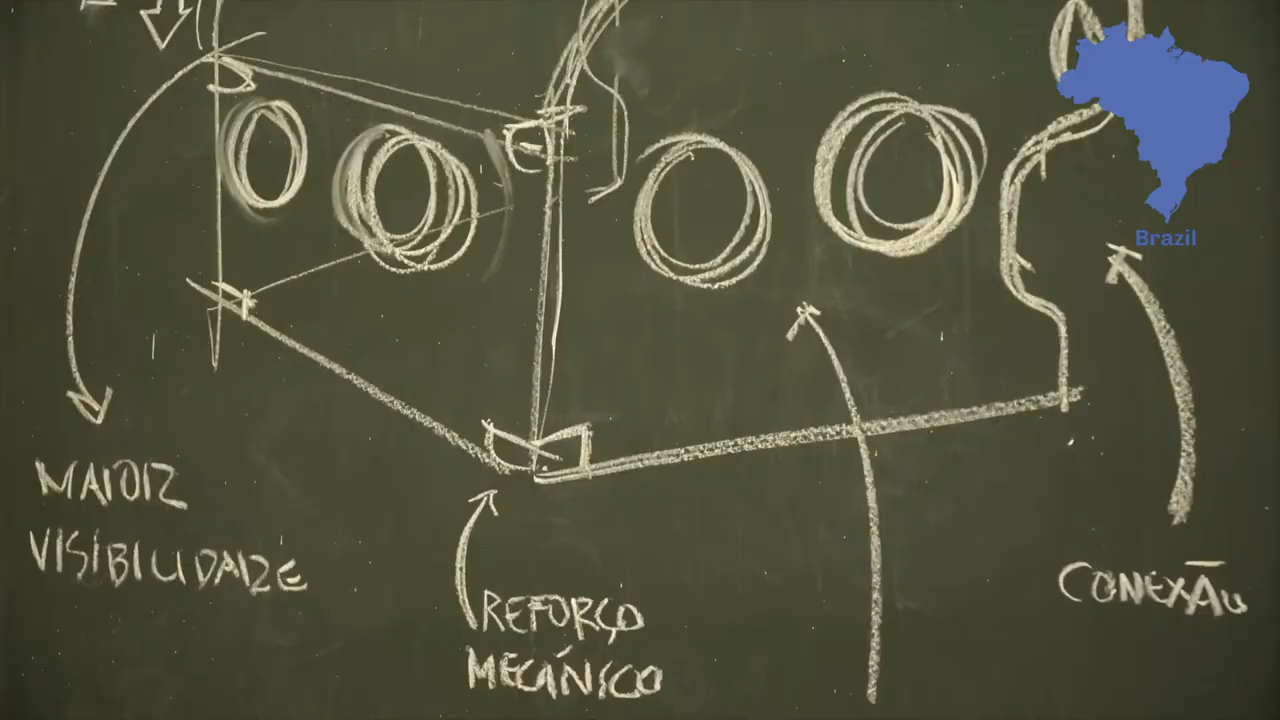 Brazil
MAIOR
VISIBILIDADE
REFORÇO
MECÂNICO
CONEXÃO